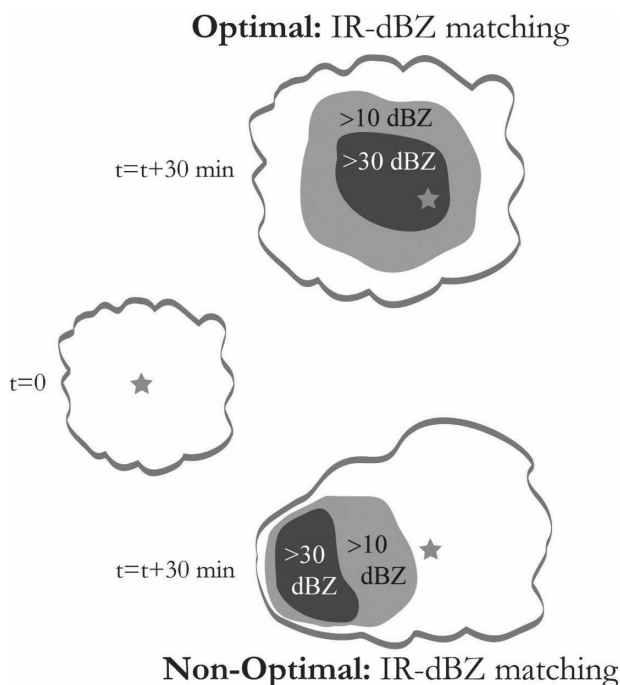 Optimal: IR-dBZ matching
>10 dBZ
>30 dBZ
t=t+30 min
t=0
>30
dBZ
>10
dBZ
t=t+30 min
Non-Optimal: IR-dBZ matching